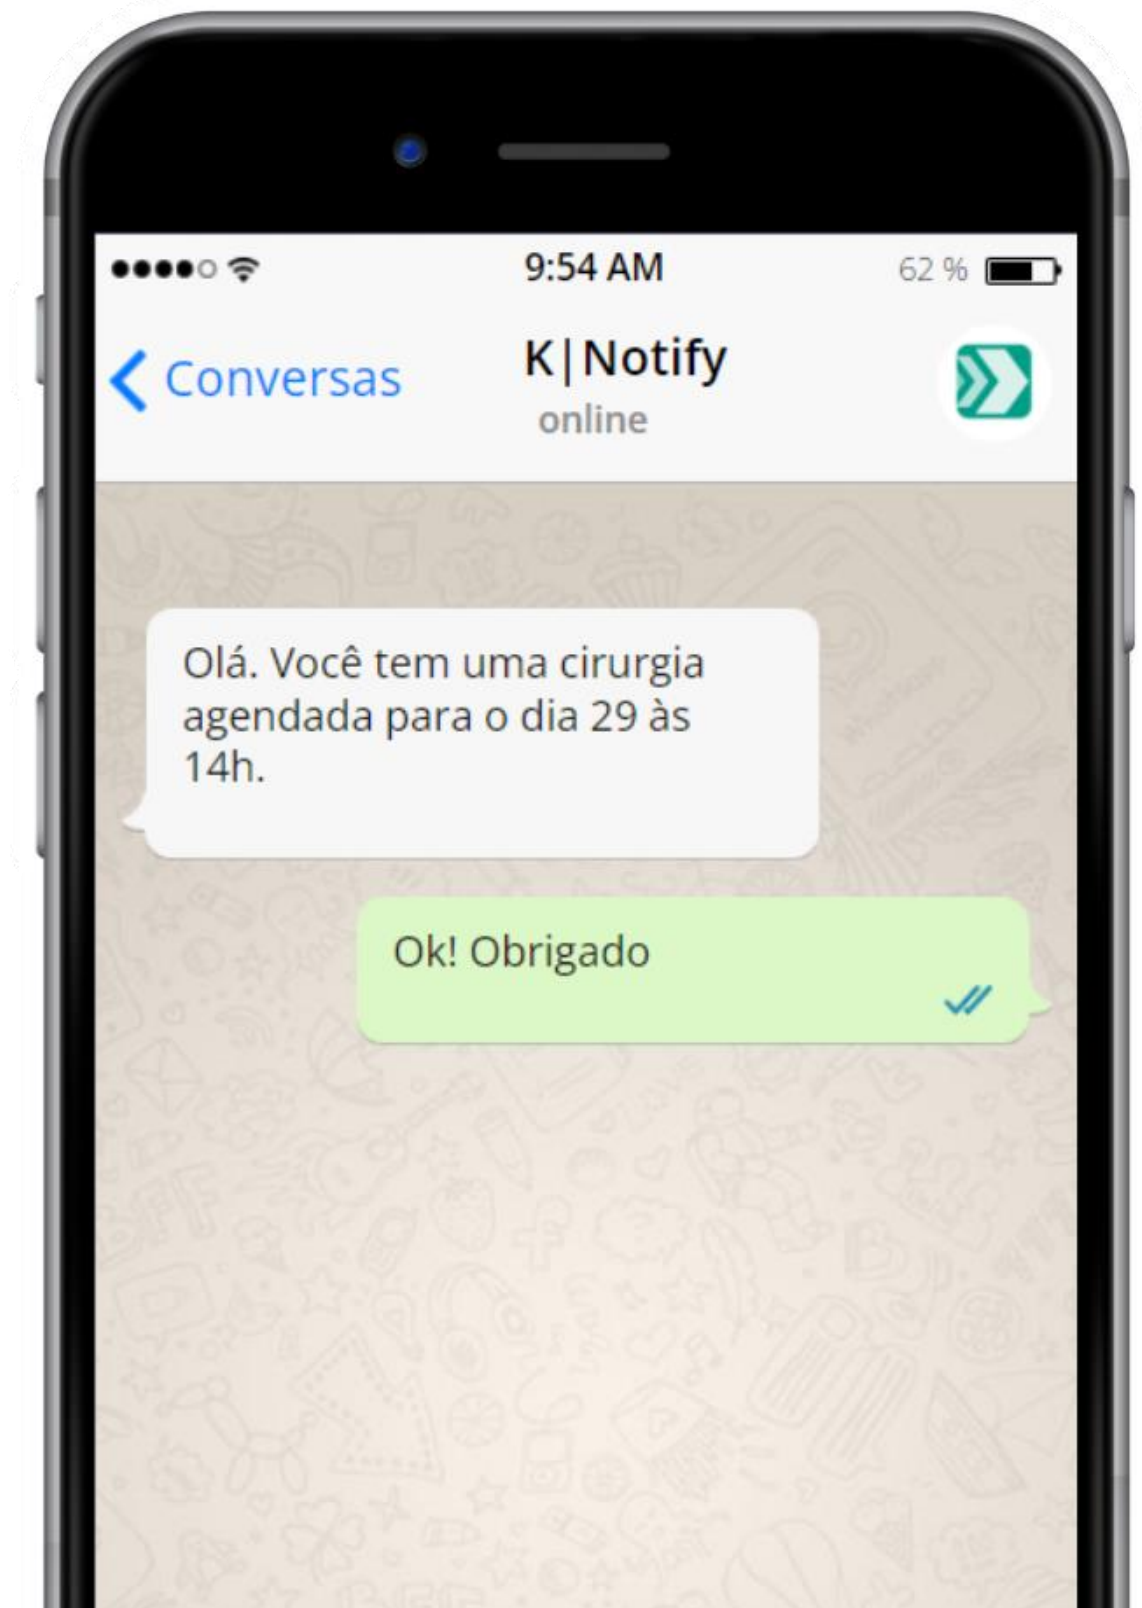 9:54 AM
62 %
Conversas
K|Notify
online
Olá. Você tem uma cirurgia
agendada para o dia 29 às
14h.
Ok! Obrigado